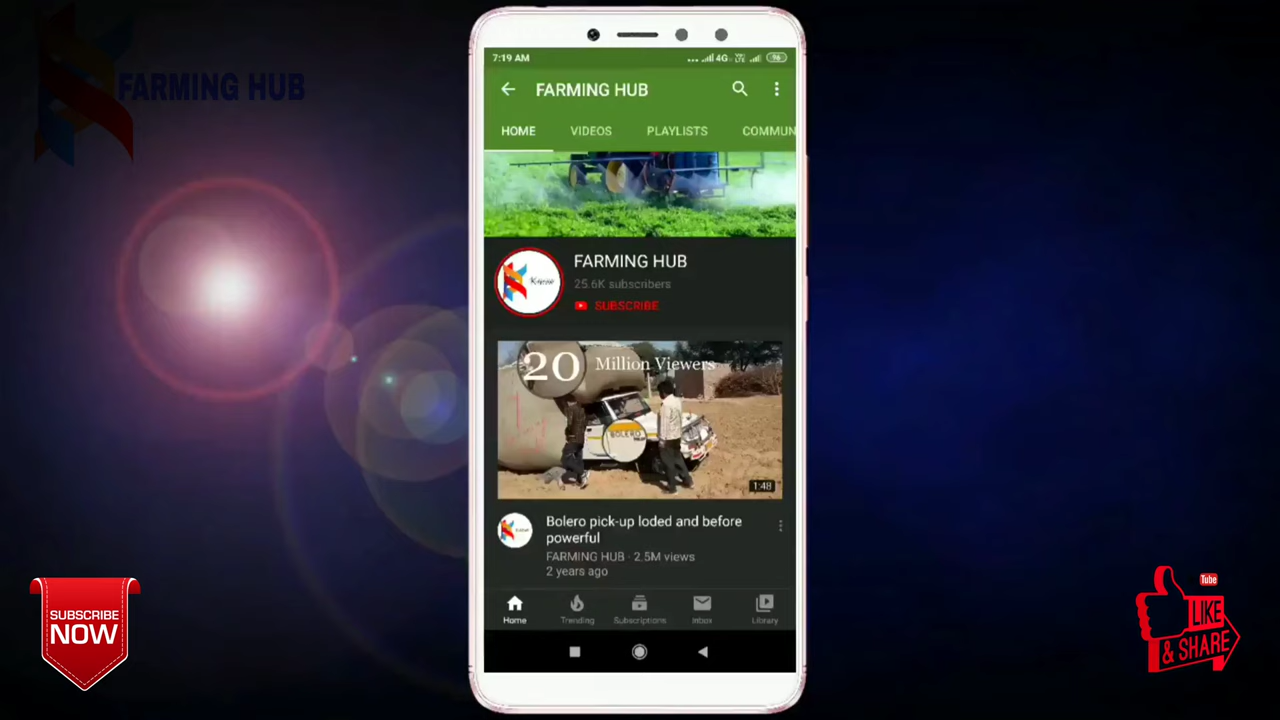 FARMING HUB
7:19 AM
4G
96
FARMING HUB
HOME VIDEOS PLAYLISTS COMMUN
FARMING HUB
25.6K subscribers
SUBSCRIBE
20 Million Viewers
BOLERO
1:48
Bolero pick-up loded and before
powerful
FARMING HUB · 2.5M views
2 years ago
Home Trending Subscriptions Inbox Library
SUBSCRIBE
NOW
Tube
LIKE
& SHARE